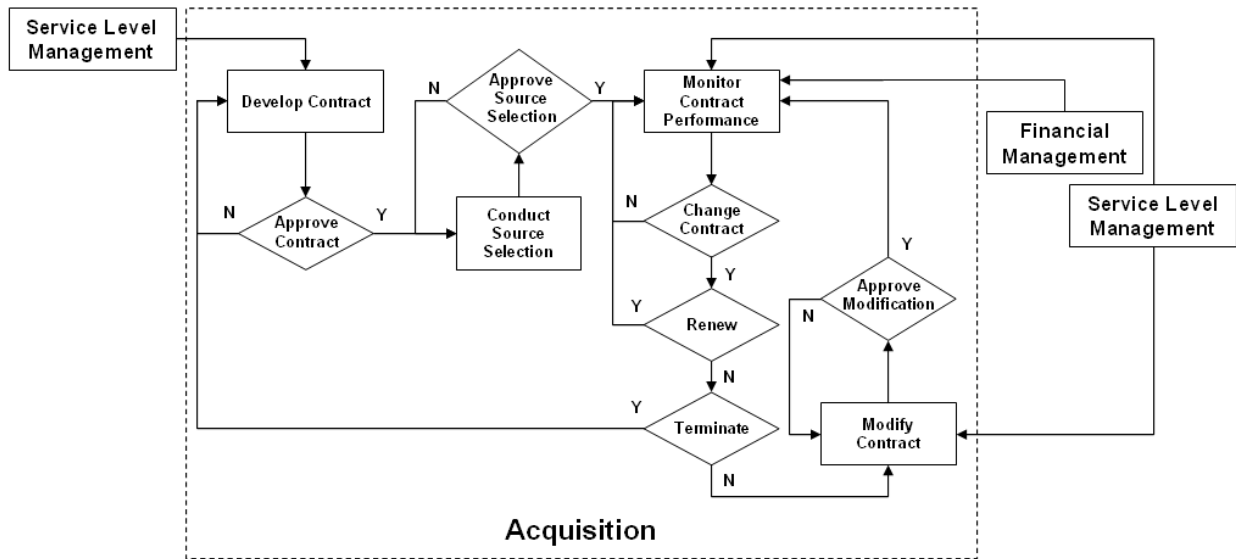 Service Level
Management
Develop Contract
N
Approve
Contract
Y
N
Approve
Source
Selection
Y
Conduct
Source
Selection
Monitor
Contract
Performance
N
Change
Contract
Y
Y
Renew
N
Y
Terminate
N
Y
Approve
Modification
N
Modify
Contract
Financial
Management
Service Level
Management
Acquisition